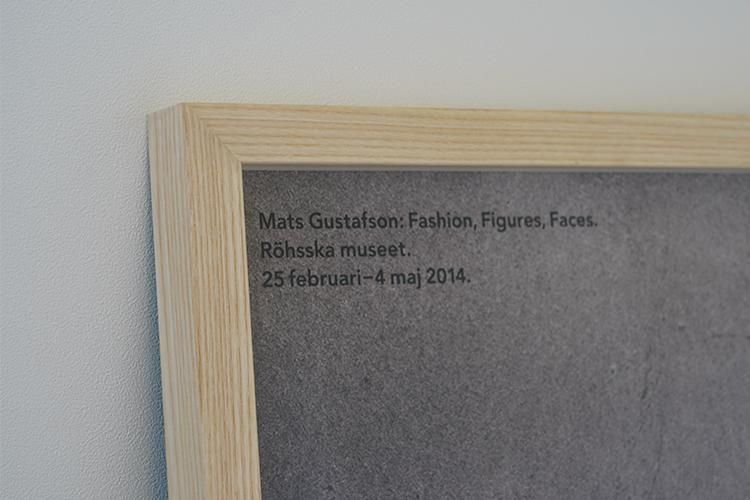 Mats Gustafson: Fashion, Figures, Faces.
Röhsska museet.
25 februari–4 maj 2014.